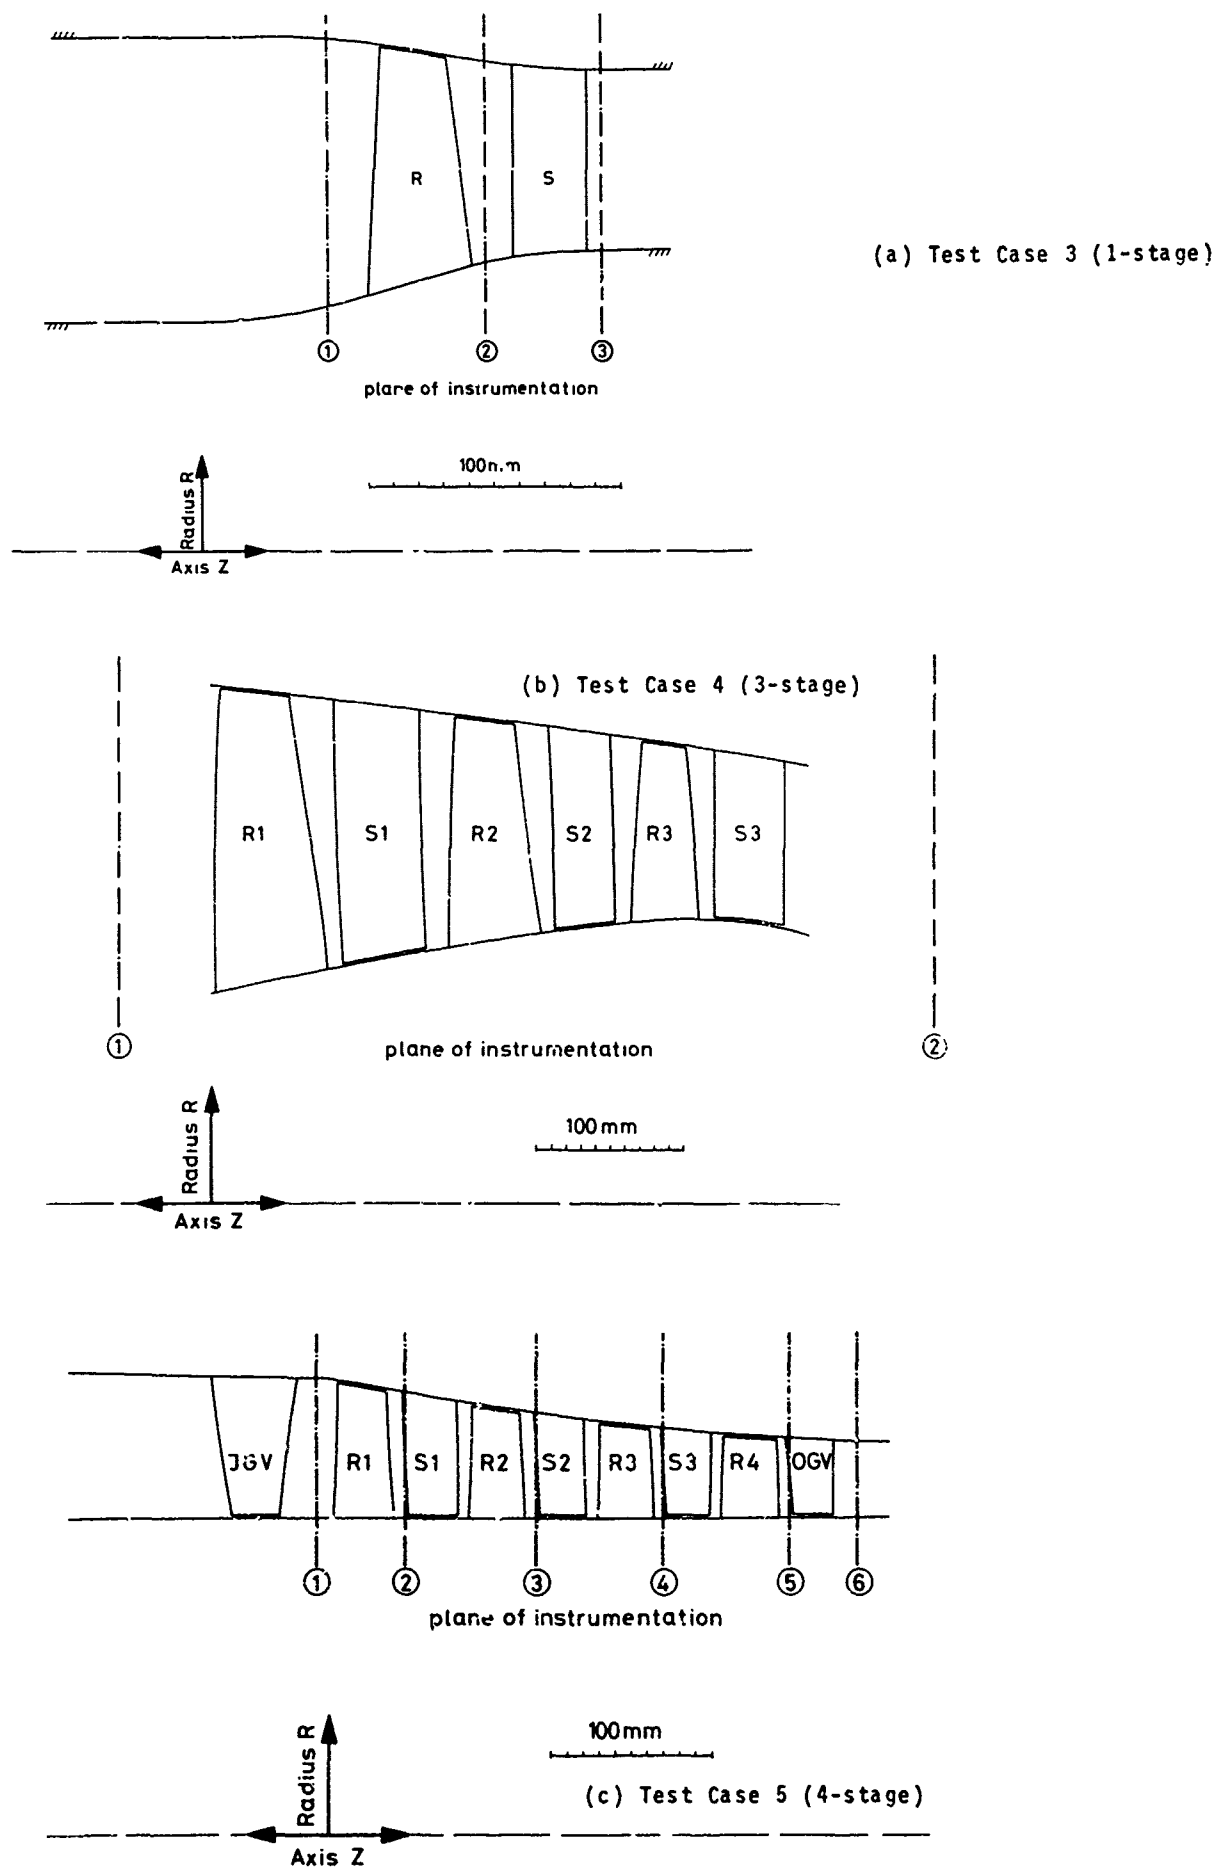 R
S
(a) Test Case 3 (1-stage)
① ② ③
plane of instrumentation
100n.m
Radius R
Axis Z
(b) Test Case 4 (3-stage)
R1 S1 R2 S2 R3 S3
① ②
plane of instrumentation
Radius R
100mm
Axis Z
IGV R1 S1 R2 S2 R3 S3 R4 OGV
① ② ③ ④ ⑤ ⑥
plane of instrumentation
Radius R
100mm
(c) Test Case 5 (4-stage)
Axis Z